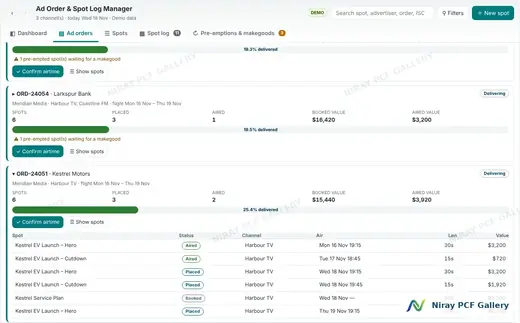 Ad Order & Spot Log Manager
3 channel(s) · today Wed 18 Nov · Demo data
DEMO
Search spot, advertiser, order, ISC
Filters
+ New spot
Dashboard
Ad orders
Spots
Spot log 11
Pre-emptions & makegoods 3
19.3% delivered
1 pre-empted spot(s) waiting for a makegood
✓ Confirm airtime
Show spots
▸ ORD-24054 · Larkspur Bank
Delivering
Meridian Media · Harbour TV, Coastline FM · flight Mon 16 Nov – Thu 19 Nov
SPOTS PLACED AIRED BOOKED VALUE AIRED VALUE
6 3 1 $16,420 $3,200
19.5% delivered
1 pre-empted spot(s) waiting for a makegood
✓ Confirm airtime
Show spots
▾ ORD-24051 · Kestrel Motors
Delivering
Meridian Media · Harbour TV · flight Mon 16 Nov – Thu 19 Nov
SPOTS PLACED AIRED BOOKED VALUE AIRED VALUE
6 3 2 $15,440 $3,920
25.4% delivered
✓ Confirm airtime
Show spots
Spot Status Channel Air Len Value
Kestrel EV Launch – Hero Aired Harbour TV Mon 16 Nov 19:15 30s $3,200
Kestrel EV Launch – Cutdown Aired Harbour TV Tue 17 Nov 18:45 15s $720
Kestrel EV Launch – Hero Placed Harbour TV Wed 18 Nov 19:15 30s $3,200
Kestrel EV Launch – Cutdown Placed Harbour TV Wed 18 Nov 19:45 15s $1,920
Kestrel Service Plan Booked Harbour TV Wed 18 Nov —
Kestrel EV Launch – Hero Placed Harbour TV Thu 19 Nov 19:15
Niray PCF Gallery
NIRAY PCF GALLERY